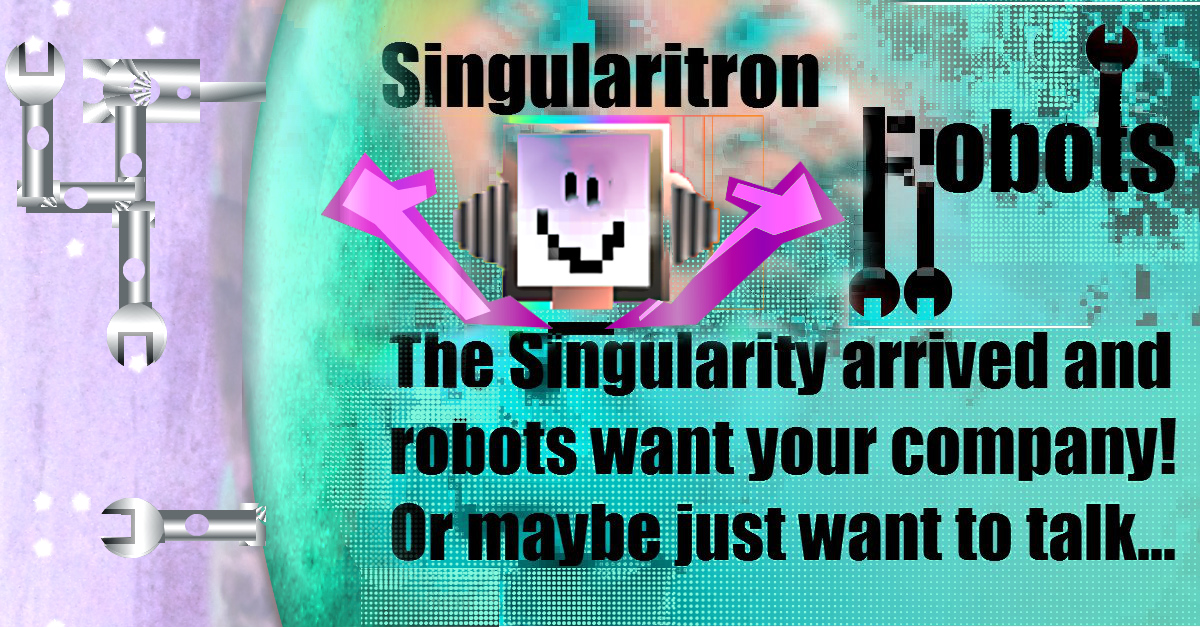 Singularitron
Robots
The Singularity arrived and
robots want your company!
Or maybe just want to talk...